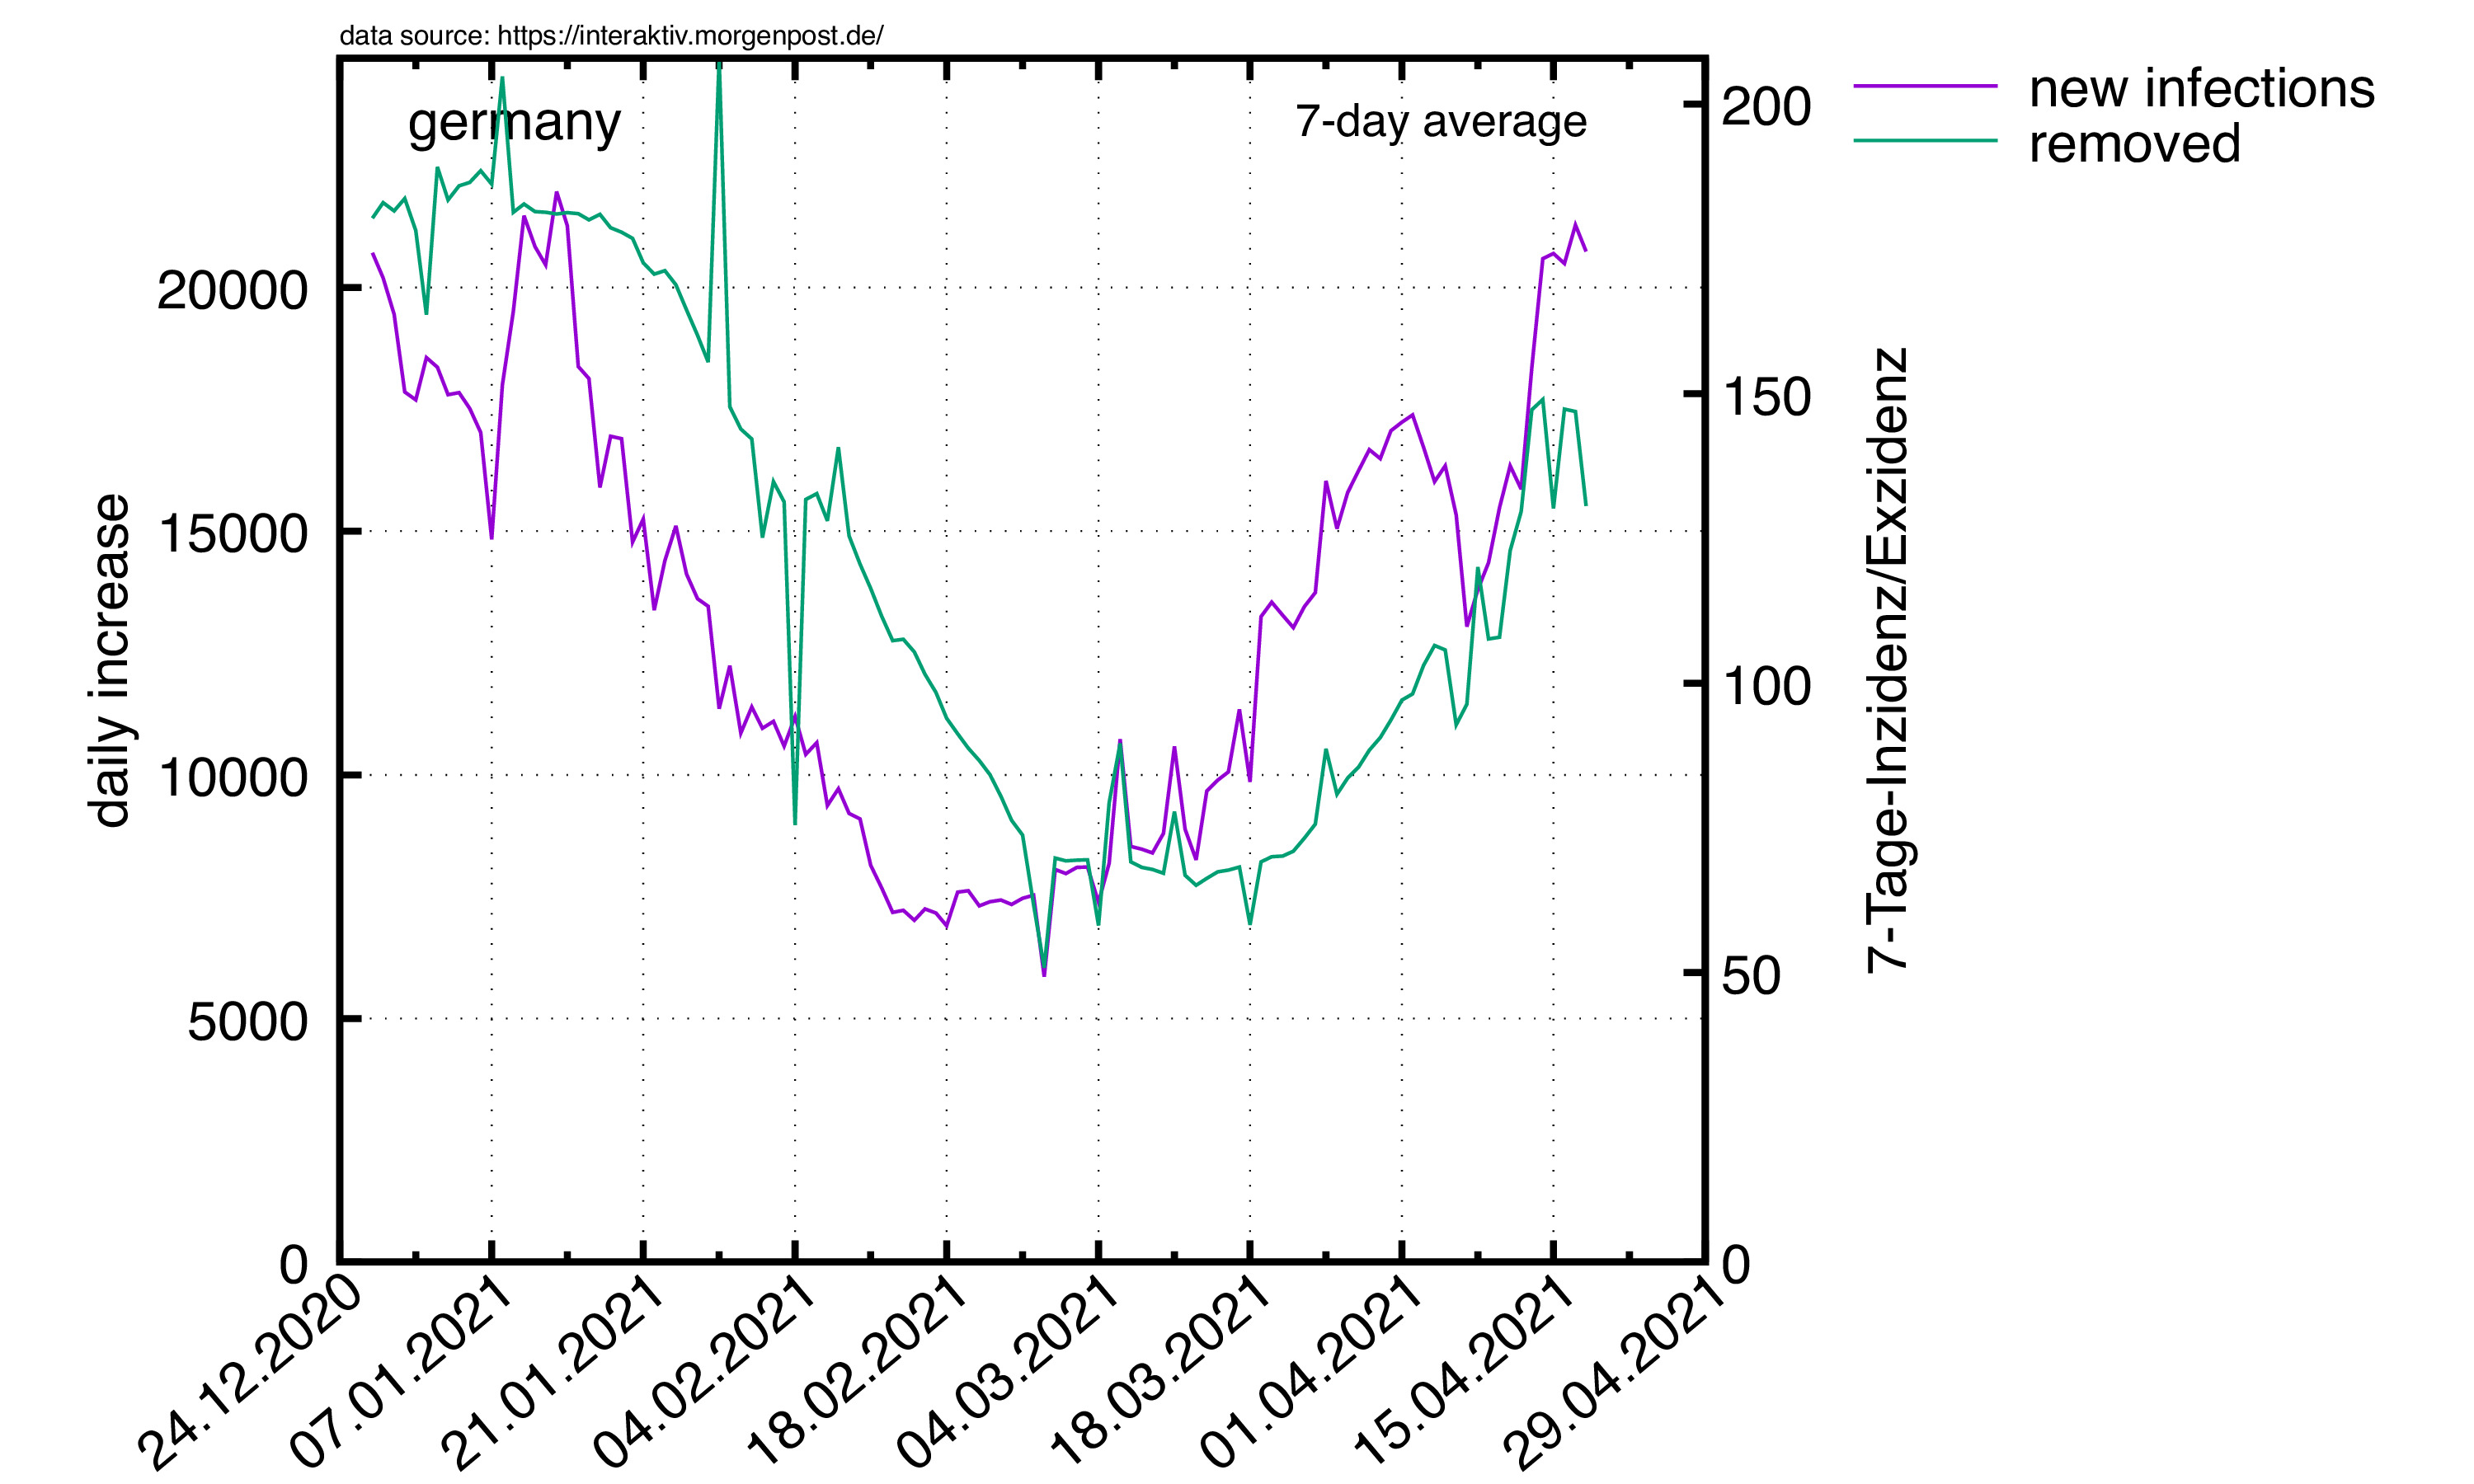 data source: https://interaktiv.morgenpost.de/
germany
7-day average
new infections
removed
daily increase
20000
15000
10000
5000
0
200
150
100
50
0
7-Tage-Inzidenz/Exzidenz
24.12.2020
07.01.2021
21.01.2021
04.02.2021
18.02.2021
04.03.2021
18.03.2021
01.04.2021
15.04.2021
29.04.2021